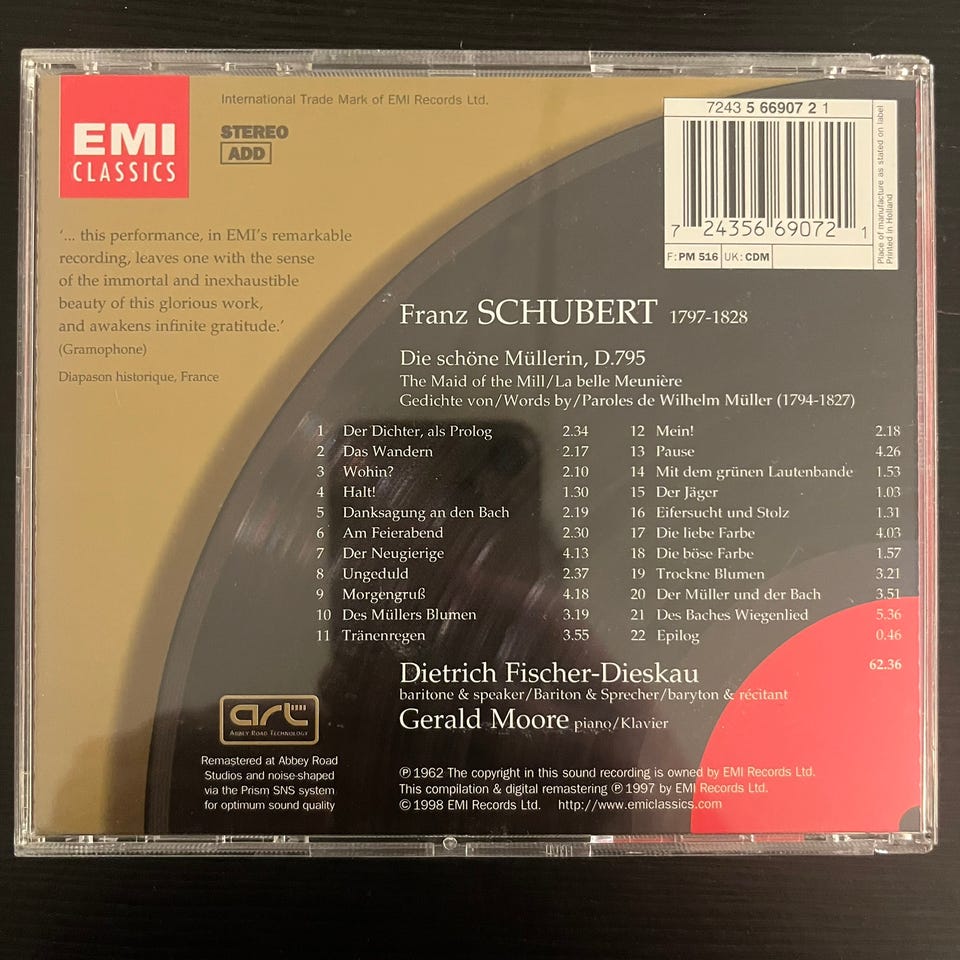 EMI
CLASSICS
International Trade Mark of EMI Records Ltd.
STEREO
ADD
7243 5 66907 2 1
7 24356 69072 1
F: PM 516 UK: CDM
Place of manufacture as stated on label
Printed in Holland
'... this performance, in EMI's remarkable
recording, leaves one with the sense
of the immortal and inexhaustible
beauty of this glorious work,
and awakens infinite gratitude.'
(Gramophone)
Diapason historique, France
Franz SCHUBERT 1797-1828
Die schöne Müllerin, D.795
The Maid of the Mill/La belle Meunière
Gedichte von/Words by/Paroles de Wilhelm Müller (1794-1827)
1 Der Dichter, als Prolog 2.34
2 Das Wandern 2.17
3 Wohin? 2.10
4 Halt! 1.30
5 Danksagung an den Bach 2.19
6 Am Feierabend 2.30
7 Der Neugierige 4.13
8 Ungeduld 2.37
9 Morgengruß 4.18
10 Des Müllers Blumen 3.19
11 Tränenregen 3.55
12 Mein! 2.18
13 Pause 4.26
14 Mit dem grünen Lautenbande 1.53
15 Der Jäger 1.03
16 Eifersucht und Stolz 1.31
17 Die liebe Farbe 4.03
18 Die böse Farbe 1.57
19 Trockne Blumen 3.21
20 Der Müller und der Bach 3.51
21 Des Baches Wiegenlied 5.36
22 Epilog 0.46
62.36
Dietrich Fischer-Dieskau
baritone & speaker/Bariton & Sprecher/baryton & récitant
Gerald Moore piano/Klavier
art
ABBEY ROAD TECHNOLOGY
Remastered at Abbey Road
Studios and noise-shaped
via the Prism SNS system
for optimum sound quality
℗ 1962 The copyright in this sound recording is owned by EMI Records Ltd.
This compilation & digital remastering ℗ 1997 by EMI Records Ltd.
© 1998 EMI Records Ltd. http://www.emiclassics.com